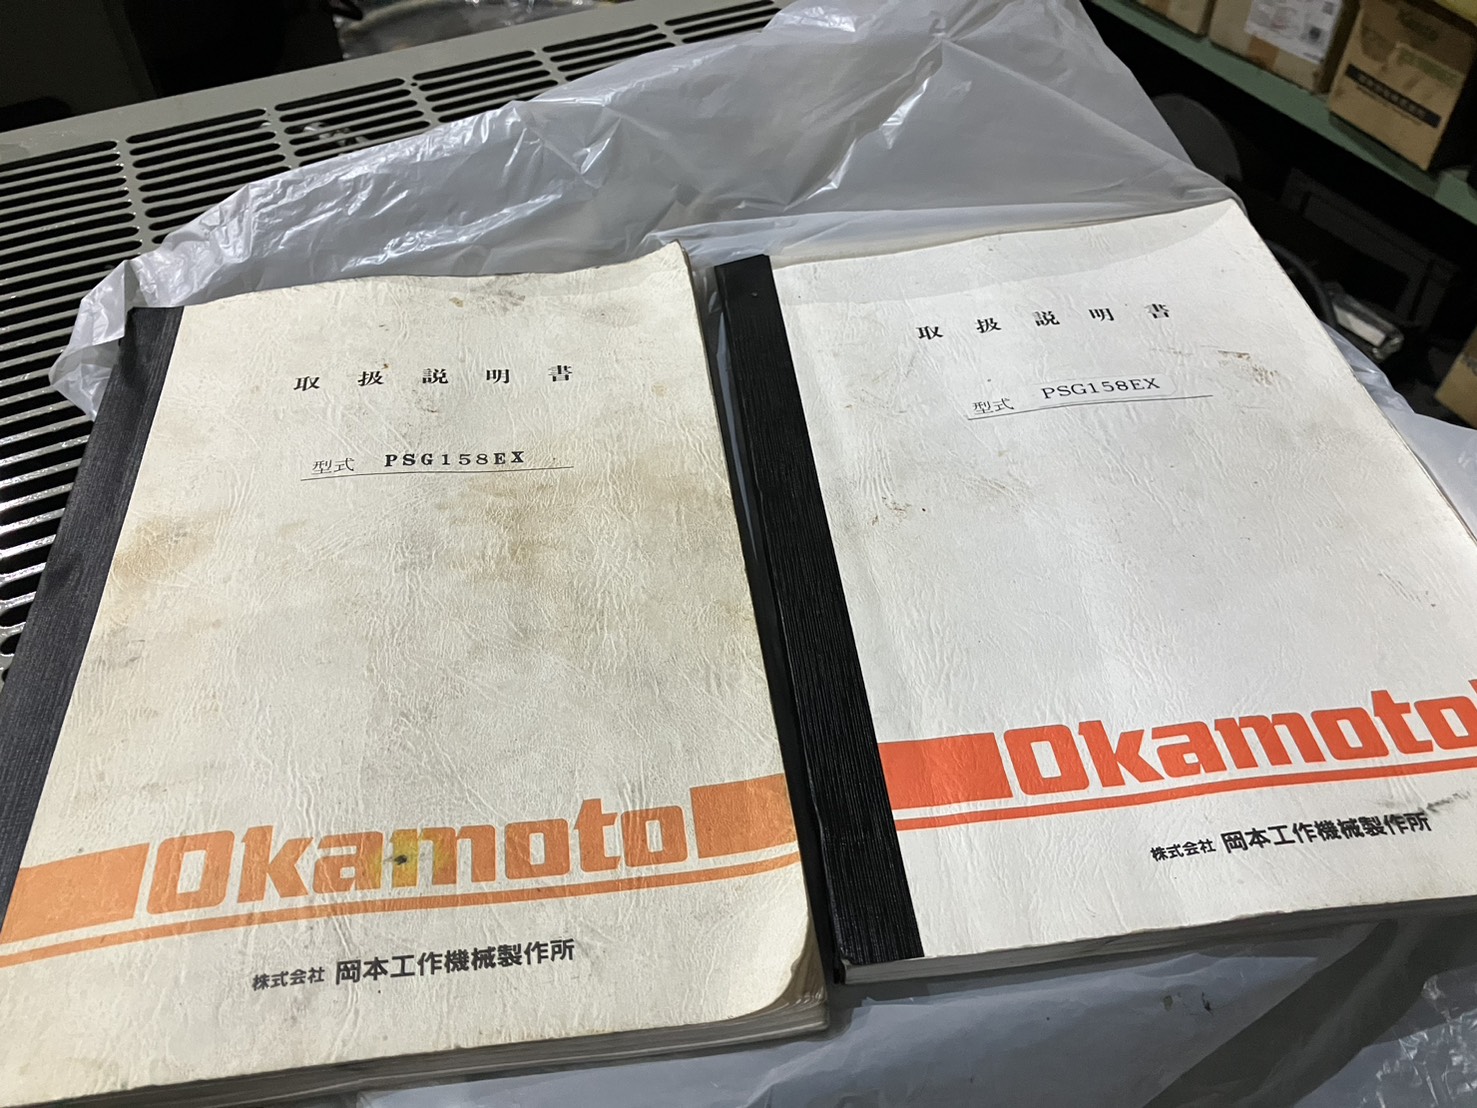 取扱説明書
型式 PSG158EX
Okamoto
株式会社 岡本工作機械製作所
取扱説明書
型式 PSG158EX
Okamoto
株式会社 岡本工作機械製作所